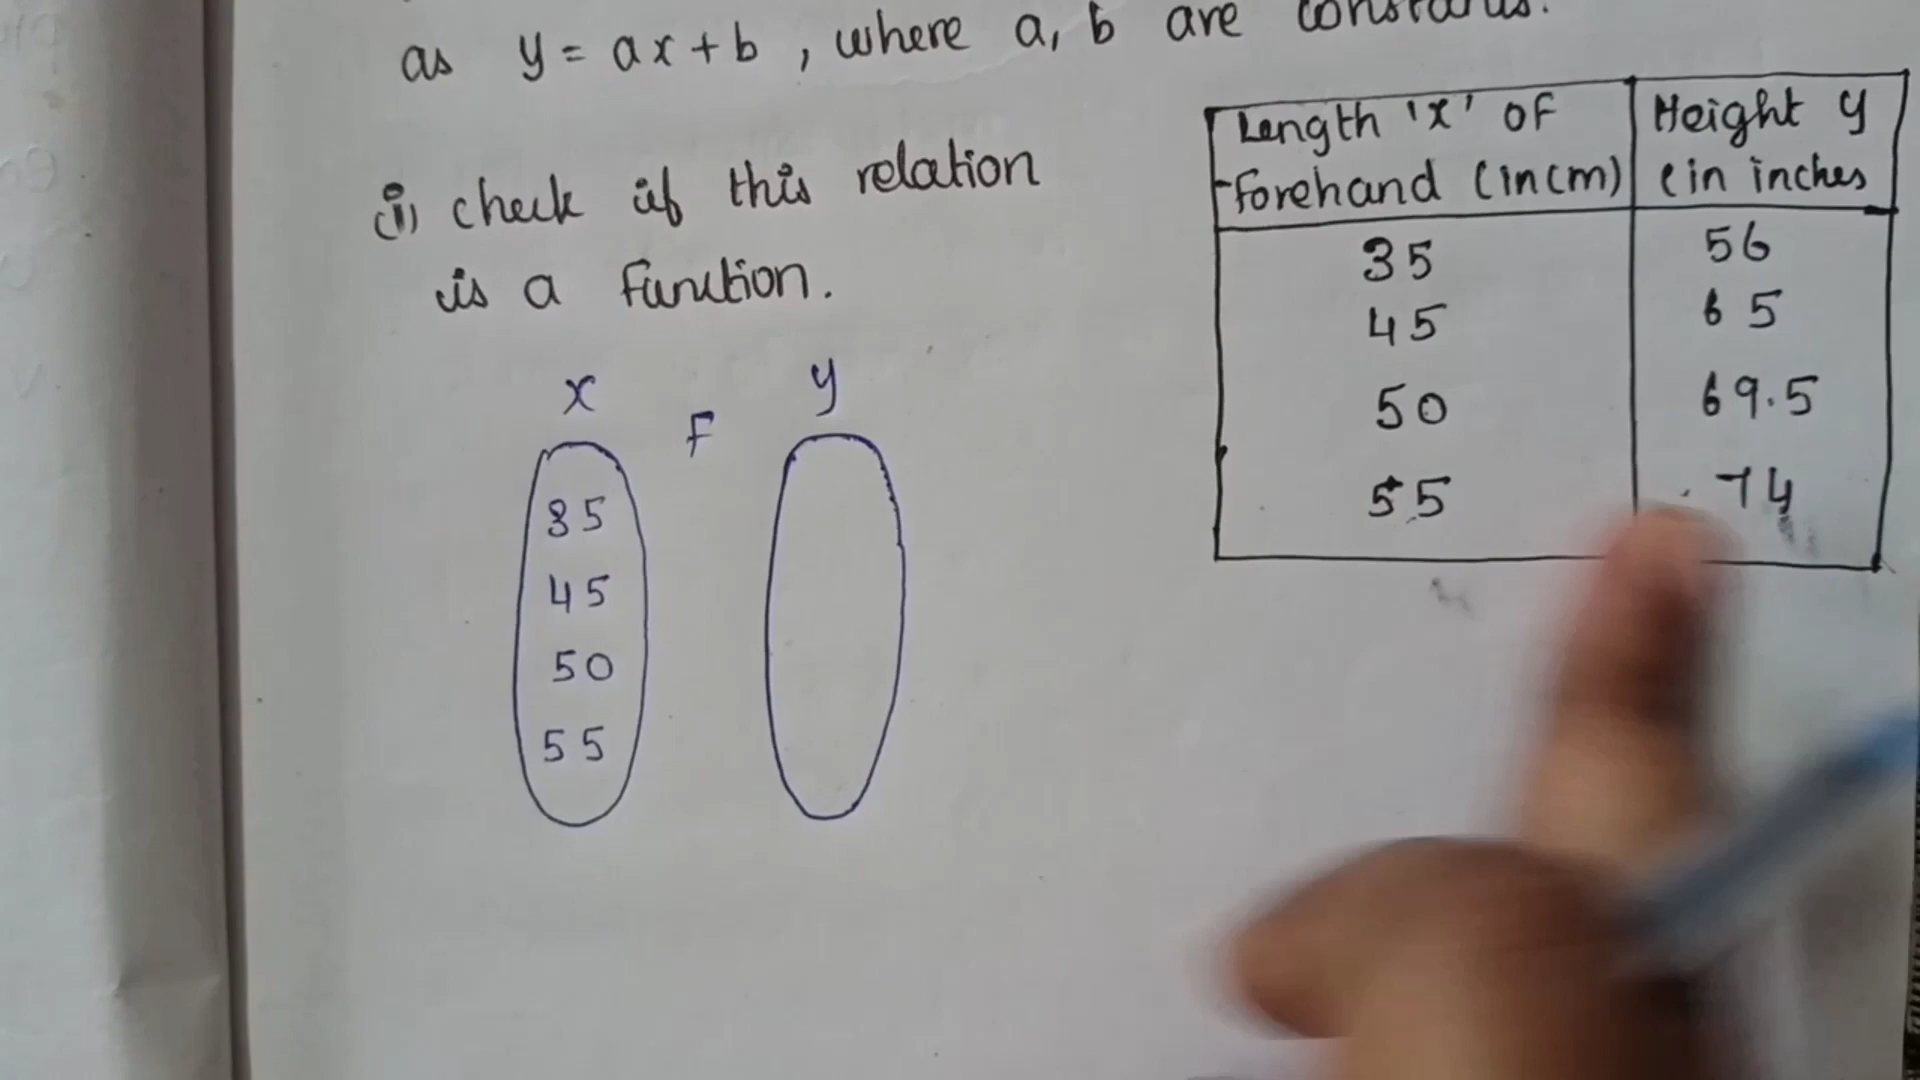 as y = ax + b , where a, b are constants.
(i) check if this relation
is a Function.
Length 'x' of
Forehand (in cm)
Height y
(in inches
35 56
45 65
50 69.5
55 74
x F y
35
45
50
55